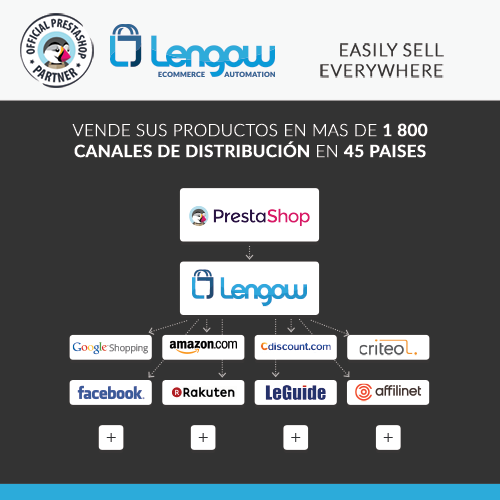 OFFICIAL PRESTASHOP
PARTNER
Lengow
ECOMMERCE AUTOMATION
EASILY SELL
EVERYWHERE
VENDE SUS PRODUCTOS EN MAS DE 1 800
CANALES DE DISTRIBUCIÓN EN 45 PAISES
PrestaShop
Lengow
Google Shopping
amazon.com
Cdiscount.com
criteol.
facebook.
Rakuten
LeGuide
affilinet
+ + + +